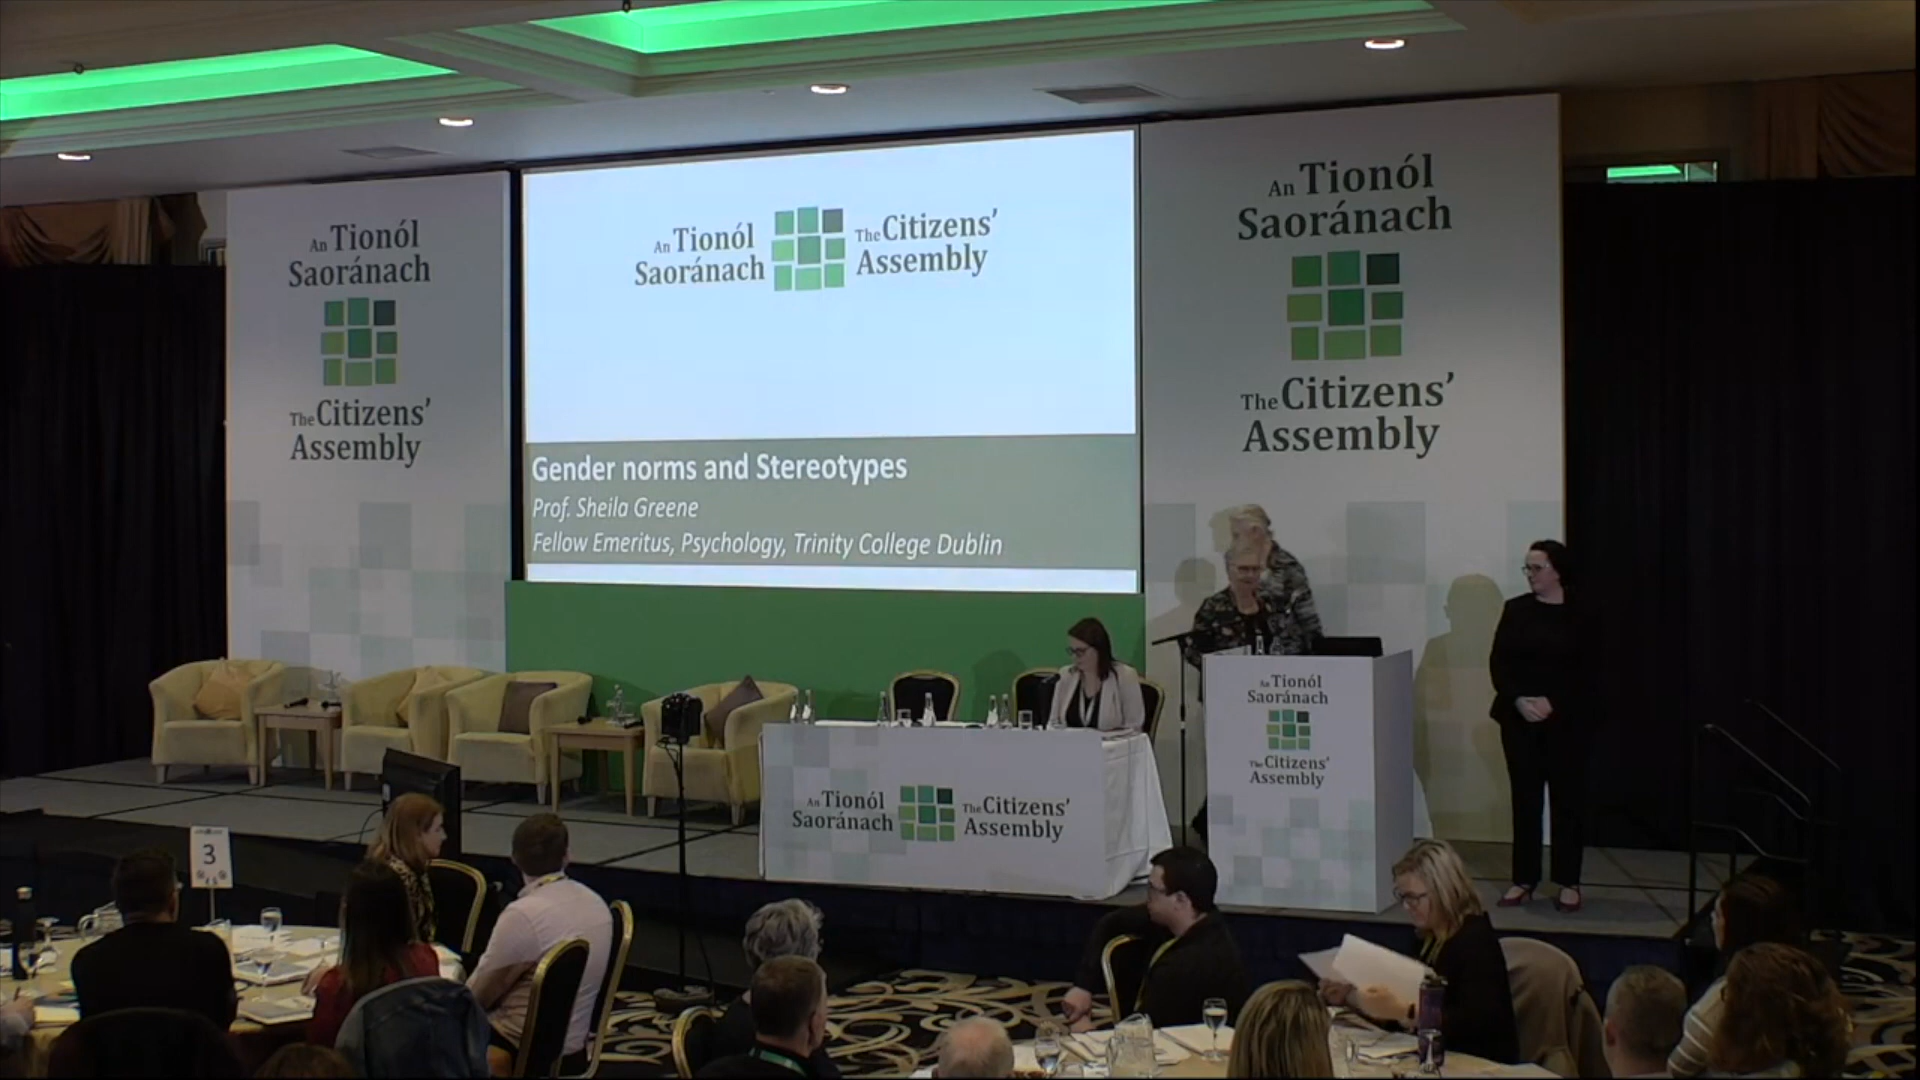 An Tionól
Saoránach
The Citizens'
Assembly
An Tionól
Saoránach
The Citizens'
Assembly
Gender norms and Stereotypes
Prof. Sheila Greene
Fellow Emeritus, Psychology, Trinity College Dublin
An Tionól
Saoránach
The Citizens'
Assembly
An Tionól
Saoránach
The Citizens'
Assembly
An Tionól
Saoránach
The Citizens'
Assembly
3